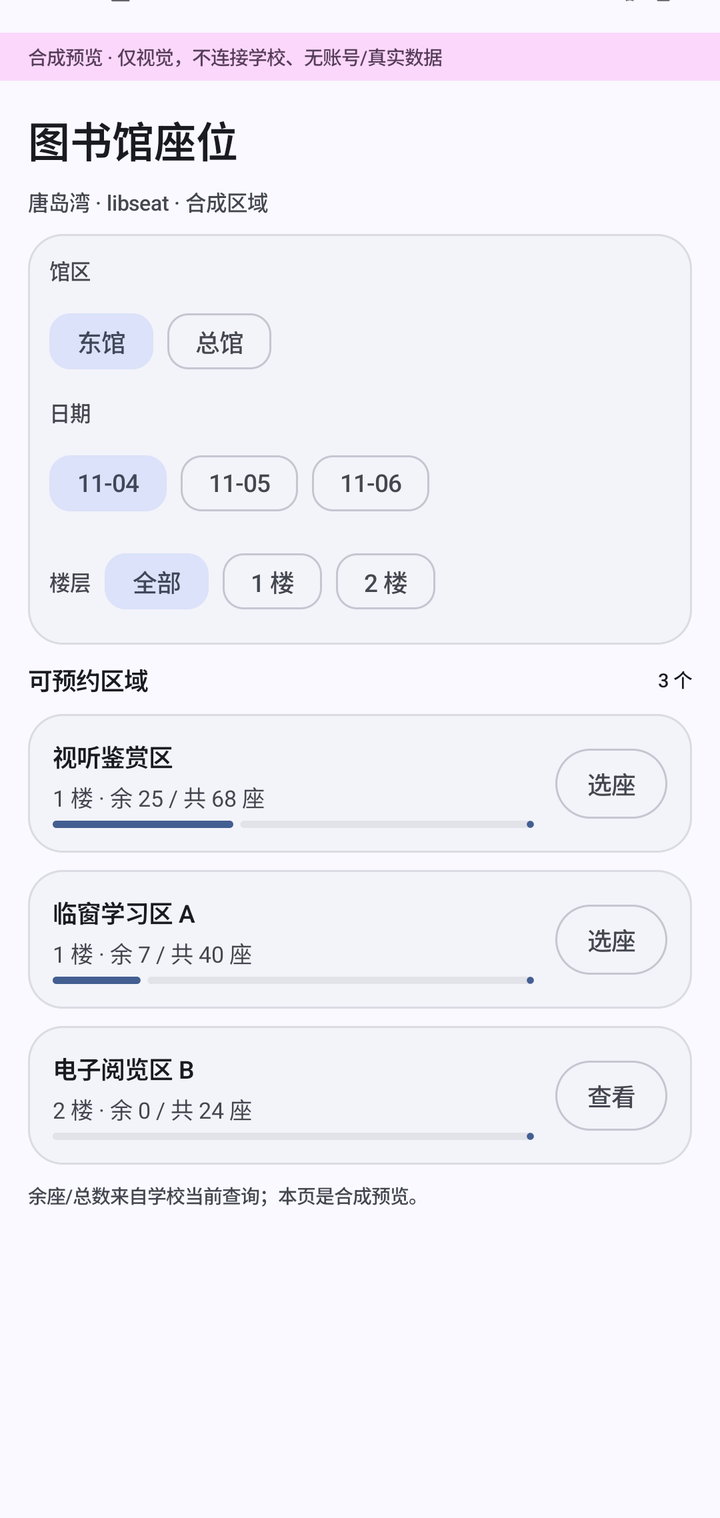 合成预览 · 仅视觉，不连接学校、无账号/真实数据
图书馆座位
唐岛湾 · libseat · 合成区域
馆区
东馆 总馆
日期
11-04 11-05 11-06
楼层 全部 1 楼 2 楼
可预约区域 3 个
视听鉴赏区
1 楼 · 余 25 / 共 68 座
选座
临窗学习区 A
1 楼 · 余 7 / 共 40 座
选座
电子阅览区 B
2 楼 · 余 0 / 共 24 座
查看
余座/总数来自学校当前查询；本页是合成预览。